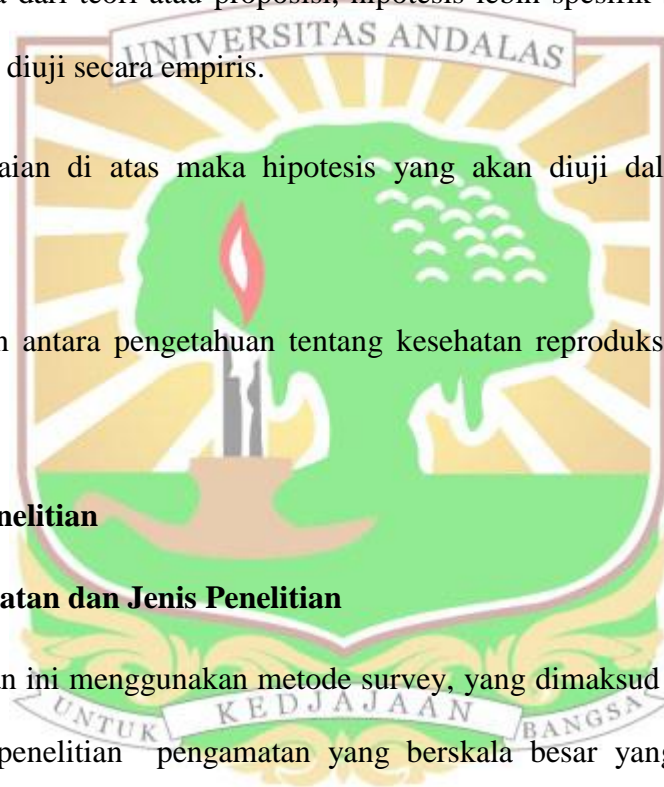 dari teori atau proposisi, hipotesis lebih spesifik
UNIVERSITAS ANDALAS
diuji secara empiris.
aian di atas maka hipotesis yang akan diuji dal
n antara pengetahuan tentang kesehatan reproduks
nelitian
atan dan Jenis Penelitian
n ini menggunakan metode survey, yang dimaksud
UNTUK KEDJAJAAN BANGSA
penelitian pengamatan yang berskala besar yang